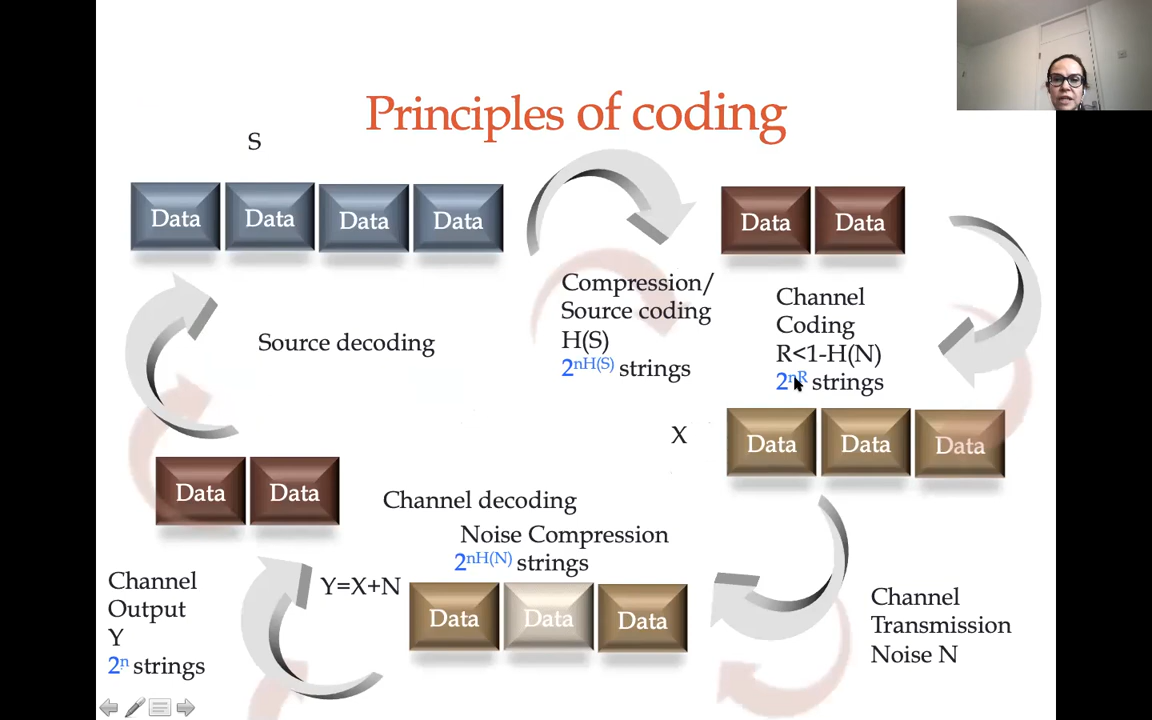 Principles of coding
S
Data Data Data Data
Data Data
Compression/
Source coding
H(S)
2nH(S) strings
Channel
Coding
R<1-H(N)
2nR strings
Source decoding
X
Data Data Data
Data Data
Channel decoding
Noise Compression
2nH(N) strings
Channel
Output
Y
2n strings
Y=X+N
Data Data Data
Channel
Transmission
Noise N